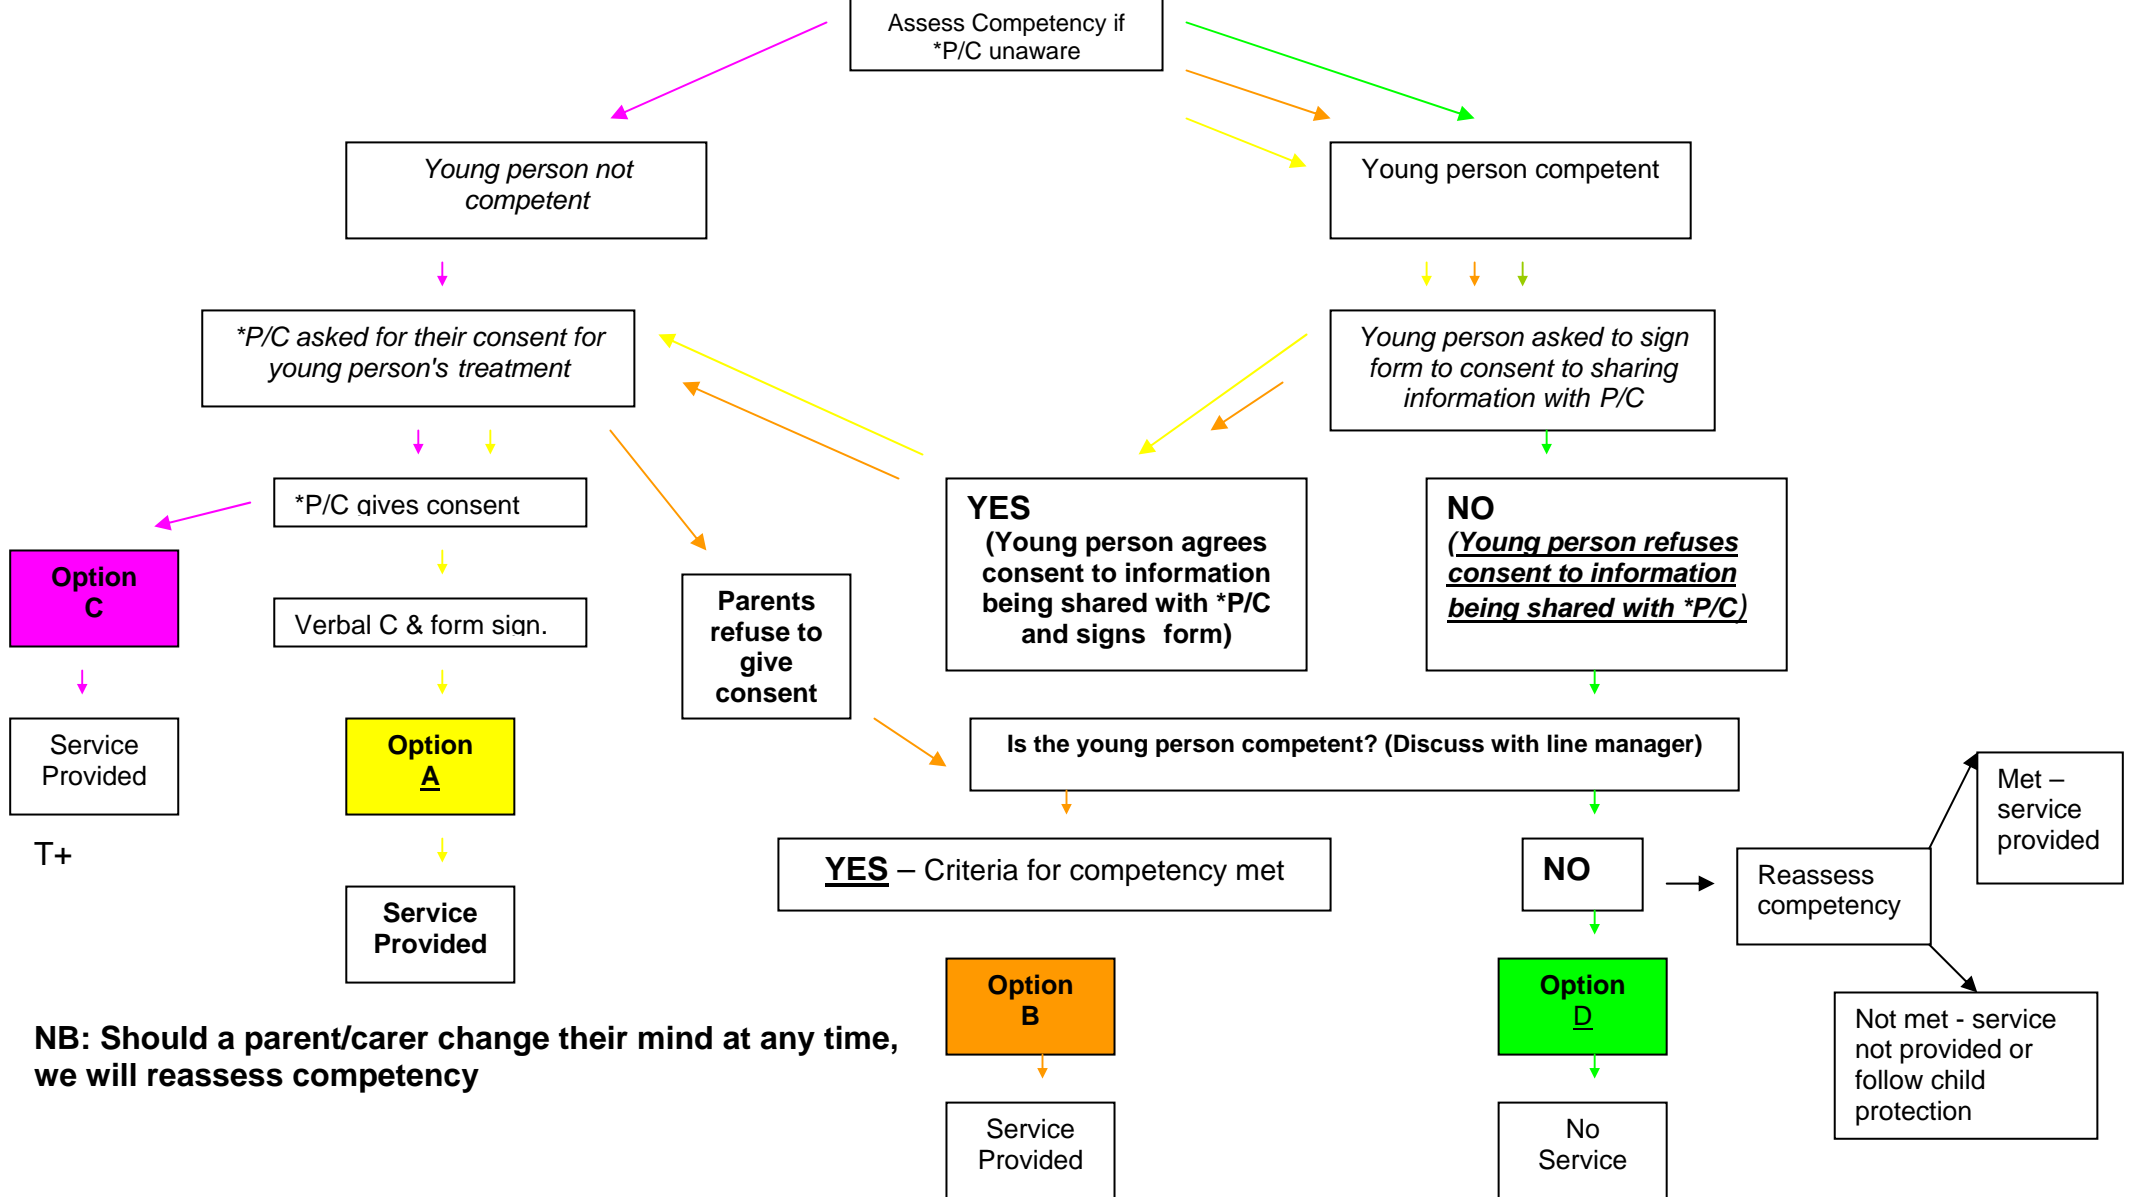 Assess Competency if
*P/C unaware
Young person not
competent
Young person competent
*P/C asked for their consent for
young person's treatment
Young person asked to sign
form to consent to sharing
information with P/C
*P/C gives consent
YES
(Young person agrees
consent to information
being shared with *P/C
and signs form)
NO
(Young person refuses
consent to information
being shared with *P/C)
Option
C
Verbal C & form sign.
Parents
refuse to
give
consent
Service
Provided
Option
A
Is the young person competent? (Discuss with line manager)
Met –
service
provided
T+
YES – Criteria for competency met
NO
Reassess
competency
Service
Provided
Option
B
Option
D
Not met - service
not provided or
follow child
protection
NB: Should a parent/carer change their mind at any time,
we will reassess competency
Service
Provided
No
Service